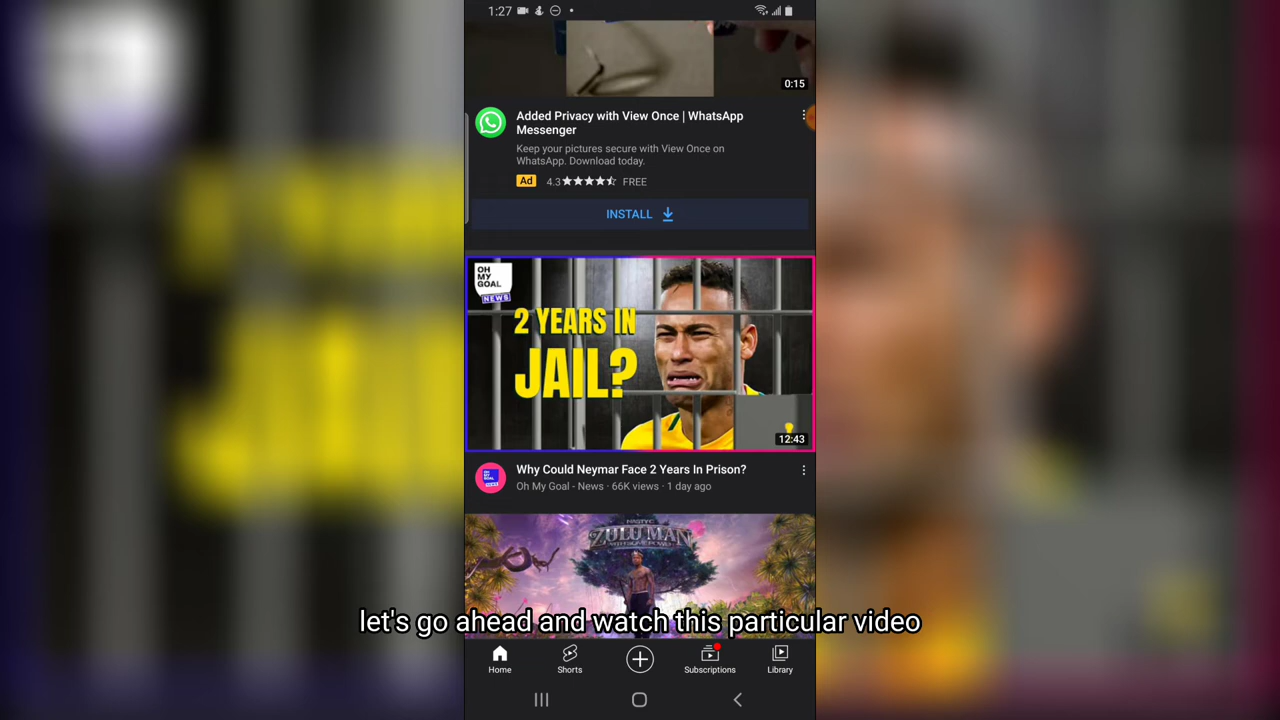 1:27
0:15
Added Privacy with View Once | WhatsApp
Messenger
Keep your pictures secure with View Once on
WhatsApp. Download today.
Ad 4.3 FREE
INSTALL
OH
MY
GOAL
NEWS
2 YEARS IN
JAIL?
12:43
Why Could Neymar Face 2 Years In Prison?
Oh My Goal - News · 66K views · 1 day ago
NASTY C
ZULU MAN
let's go ahead and watch this particular video
Home
Shorts
Subscriptions
Library